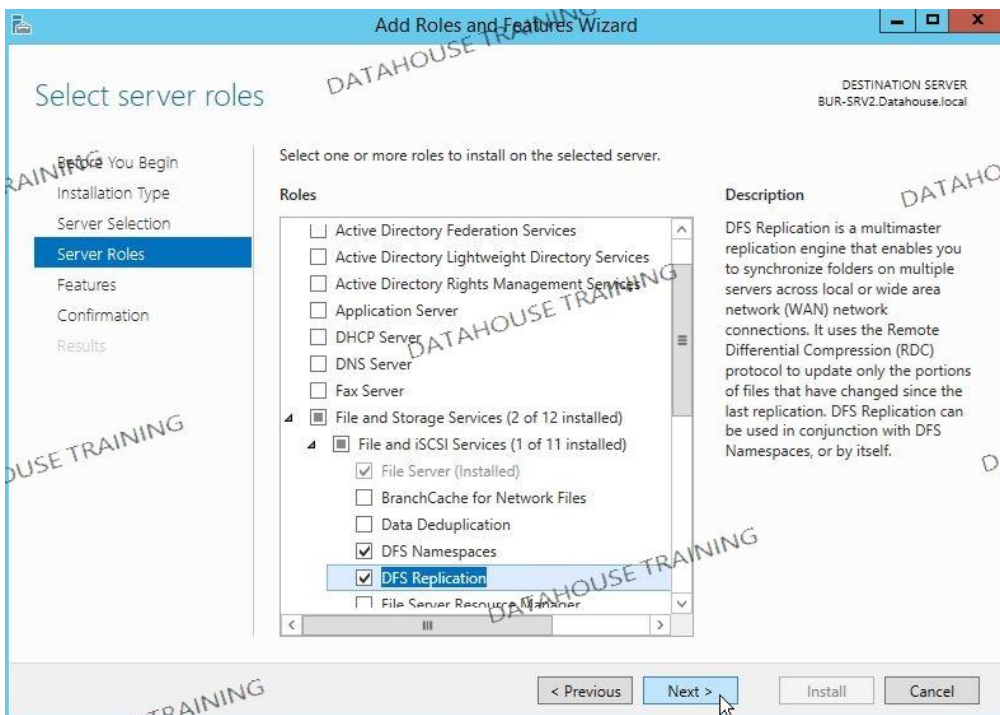 Add Roles and Features Wizard
DATAHOUSE TRAINING
Select server roles
DESTINATION SERVER
BUR-SRV2.Datahouse.local
Before You Begin
Installation Type
Server Selection
Server Roles
Features
Confirmation
Results
Select one or more roles to install on the selected server.
Roles
Active Directory Federation Services
Active Directory Lightweight Directory Services
Active Directory Rights Management Services
Application Server
DHCP Server
DNS Server
Fax Server
File and Storage Services (2 of 12 installed)
File and iSCSI Services (1 of 11 installed)
File Server (Installed)
BranchCache for Network Files
Data Deduplication
DFS Namespaces
DFS Replication
File Server Resource Manager
Description
DFS Replication is a multimaster
replication engine that enables you
to synchronize folders on multiple
servers across local or wide area
network (WAN) network
connections. It uses the Remote
Differential Compression (RDC)
protocol to update only the portions
of files that have changed since the
last replication. DFS Replication can
be used in conjunction with DFS
Namespaces, or by itself.
RAINING
DATAHO
DATAHOUSE TRAINING
OUSE TRAINING
D
DATAHOUSE TRAINING
TRAINING
< Previous
Next >
Install
Cancel